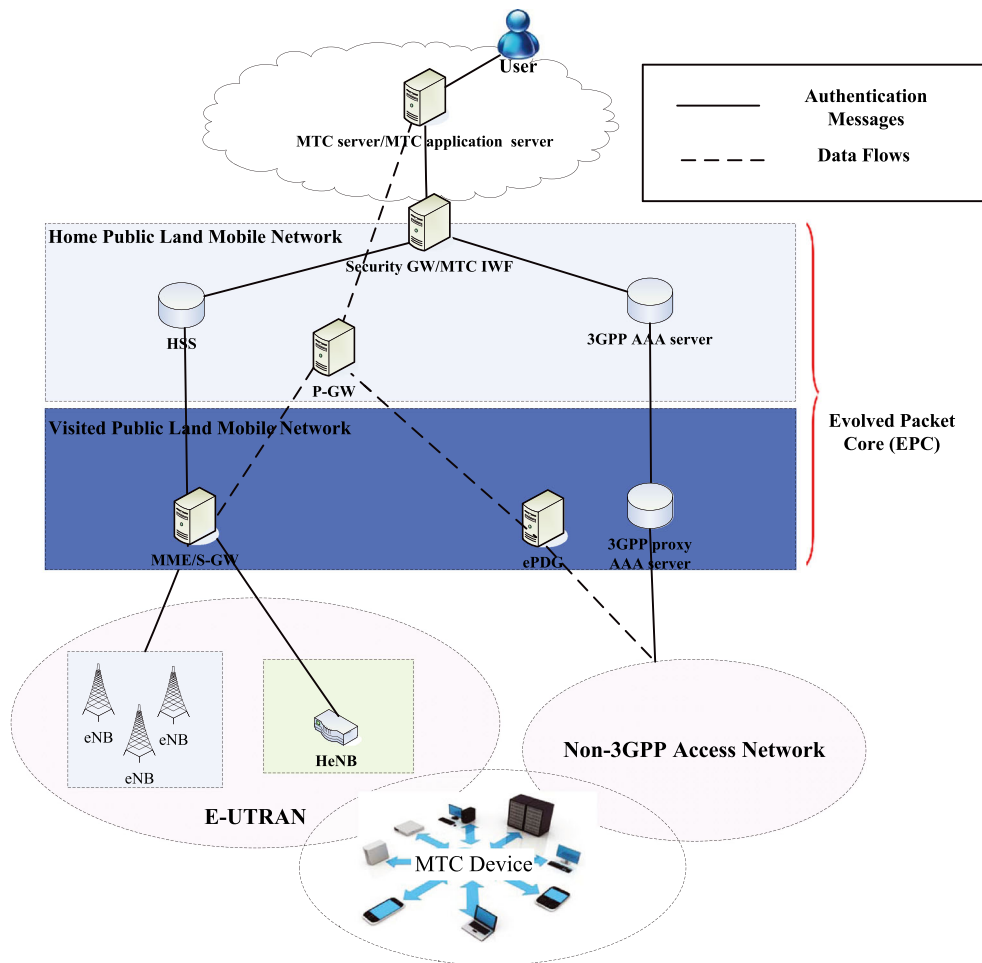 User
MTC server/MTC application server
Authentication
Messages
Data Flows
Home Public Land Mobile Network
Security GW/MTC IWF
HSS
3GPP AAA server
P-GW
Evolved Packet
Core (EPC)
Visited Public Land Mobile Network
MME/S-GW
ePDG
3GPP proxy
AAA server
eNB
eNB
eNB
HeNB
Non-3GPP Access Network
E-UTRAN
MTC Device